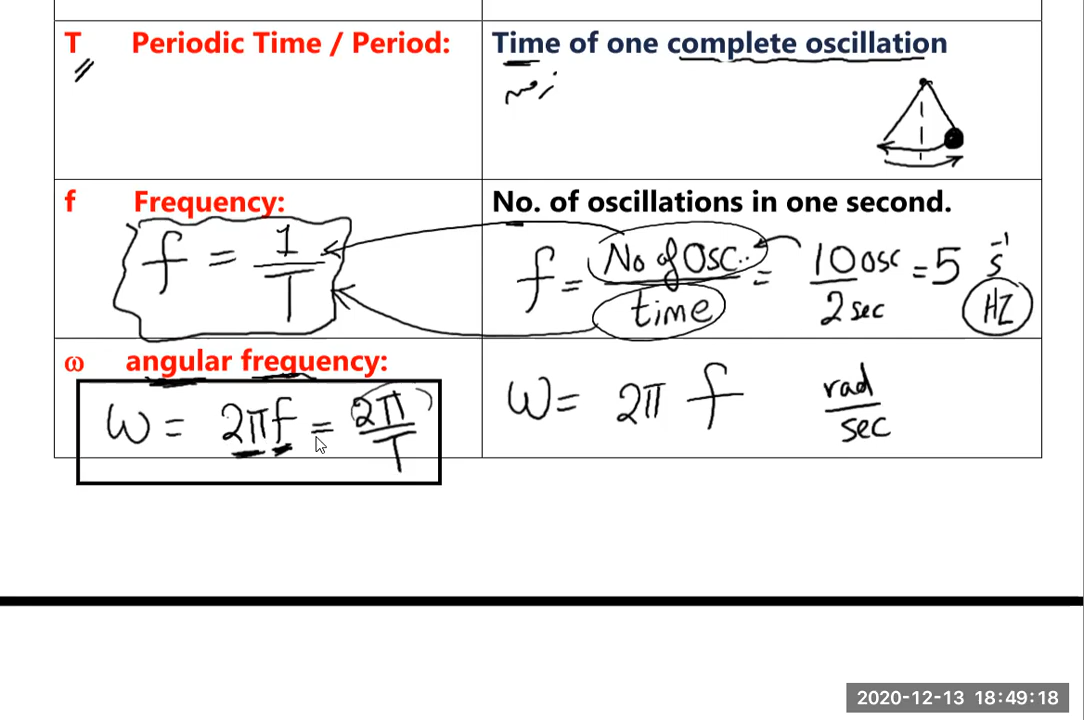 T Periodic Time / Period: Time of one complete oscillation
f Frequency: No. of oscillations in one second.
f = 1/T f = No of Osc.. / time = 10 osc / 2 sec = 5 s⁻¹
HZ
ω angular frequency:
ω = 2πf = 2π/T ω = 2π f rad/sec
2020-12-13 18:49:18